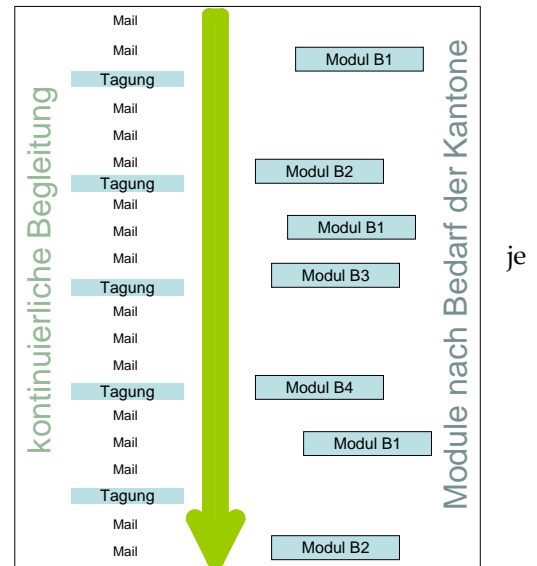 kontinuierliche Begleitung
Mail
Mail
Tagung
Mail
Mail
Mail
Tagung
Mail
Mail
Mail
Tagung
Mail
Mail
Mail
Tagung
Mail
Mail
Mail
Tagung
Mail
Mail
Modul B1
Modul B2
Modul B1
Modul B3
Modul B4
Modul B1
Modul B2
Module nach Bedarf der Kantone
je